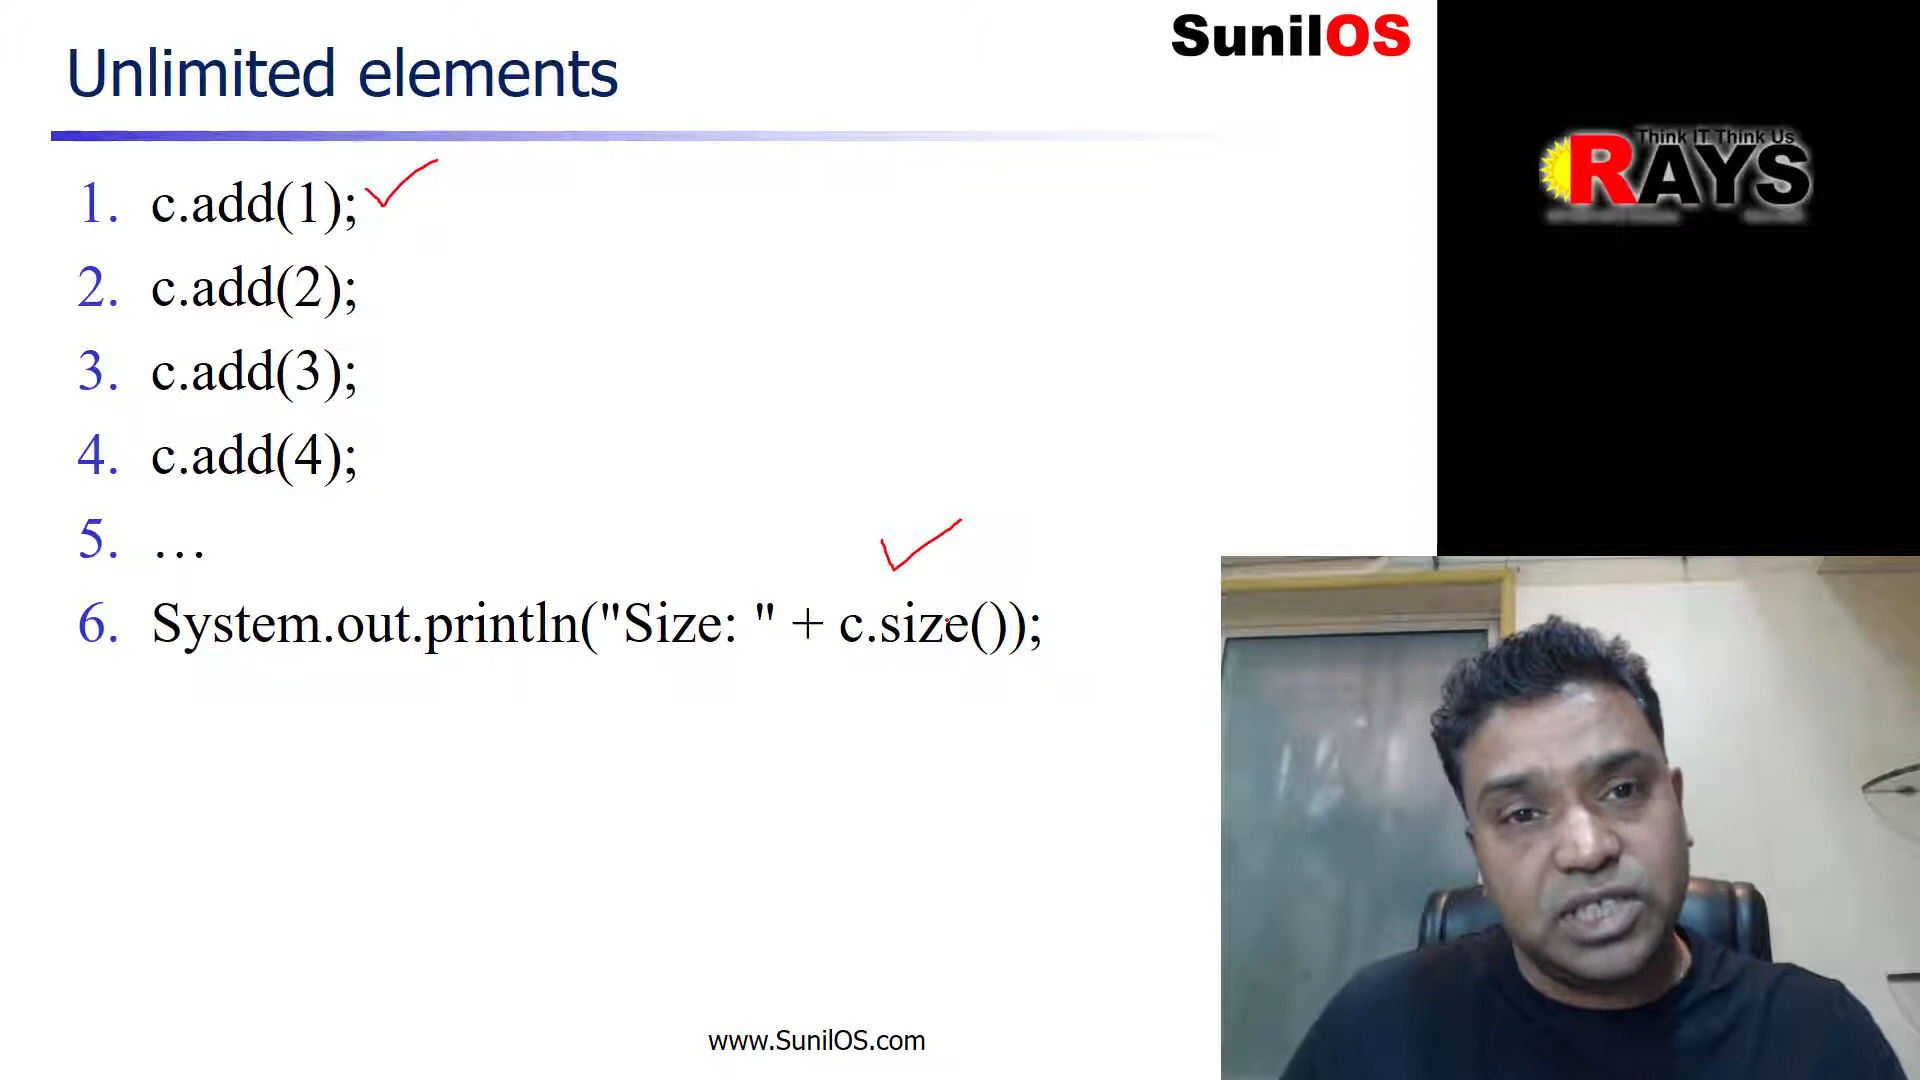 SunilOS
Unlimited elements
Think IT Think Us
RAYS
1. c.add(1);
2. c.add(2);
3. c.add(3);
4. c.add(4);
5. …
6. System.out.println("Size: " + c.size());
www.SunilOS.com